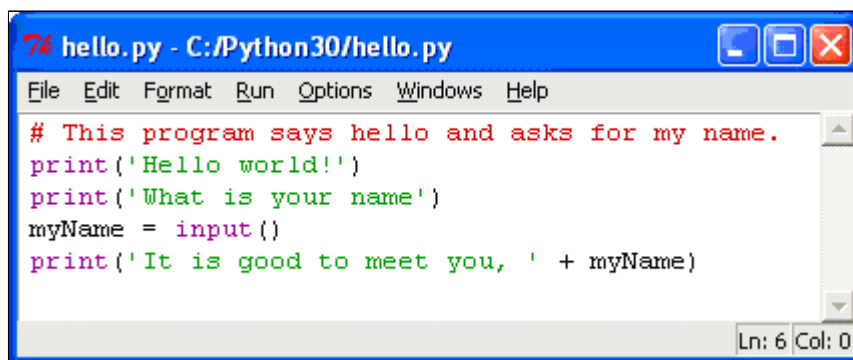 7% hello.py - C:/Python30/hello.py
File Edit Format Run Options Windows Help
# This program says hello and asks for my name.
print('Hello world!')
print('What is your name')
myName = input()
print('It is good to meet you, ' + myName)
Ln: 6 Col: 0